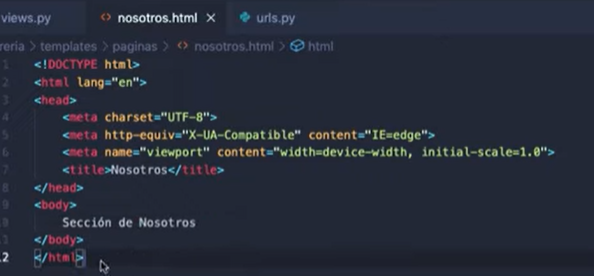 views.py nosotros.html urls.py
reria > templates > paginas > nosotros.html > html
1 <!DOCTYPE html>
2 <html lang="en">
3 <head>
4 <meta charset="UTF-8">
5 <meta http-equiv="X-UA-Compatible" content="IE=edge">
6 <meta name="viewport" content="width=device-width, initial-scale=1.0">
7 <title>Nosotros</title>
8 </head>
9 <body>
0 Sección de Nosotros
1 </body>
2 </html>